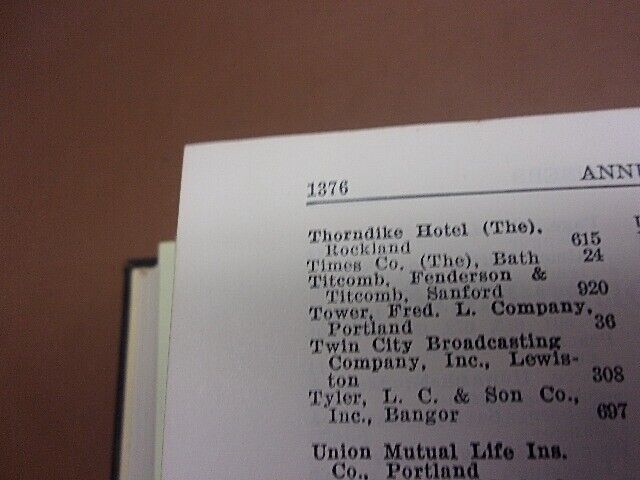 1376 ANNU
Thorndike Hotel (The),
Rockland 615
Times Co. (The), Bath 24
Titcomb, Fenderson &
Titcomb, Sanford 920
Tower, Fred. L. Company,
Portland 36
Twin City Broadcasting
Company, Inc., Lewis-
ton 308
Tyler, L. C. & Son Co.,
Inc., Bangor 697
Union Mutual Life Ins.
Co., Portland